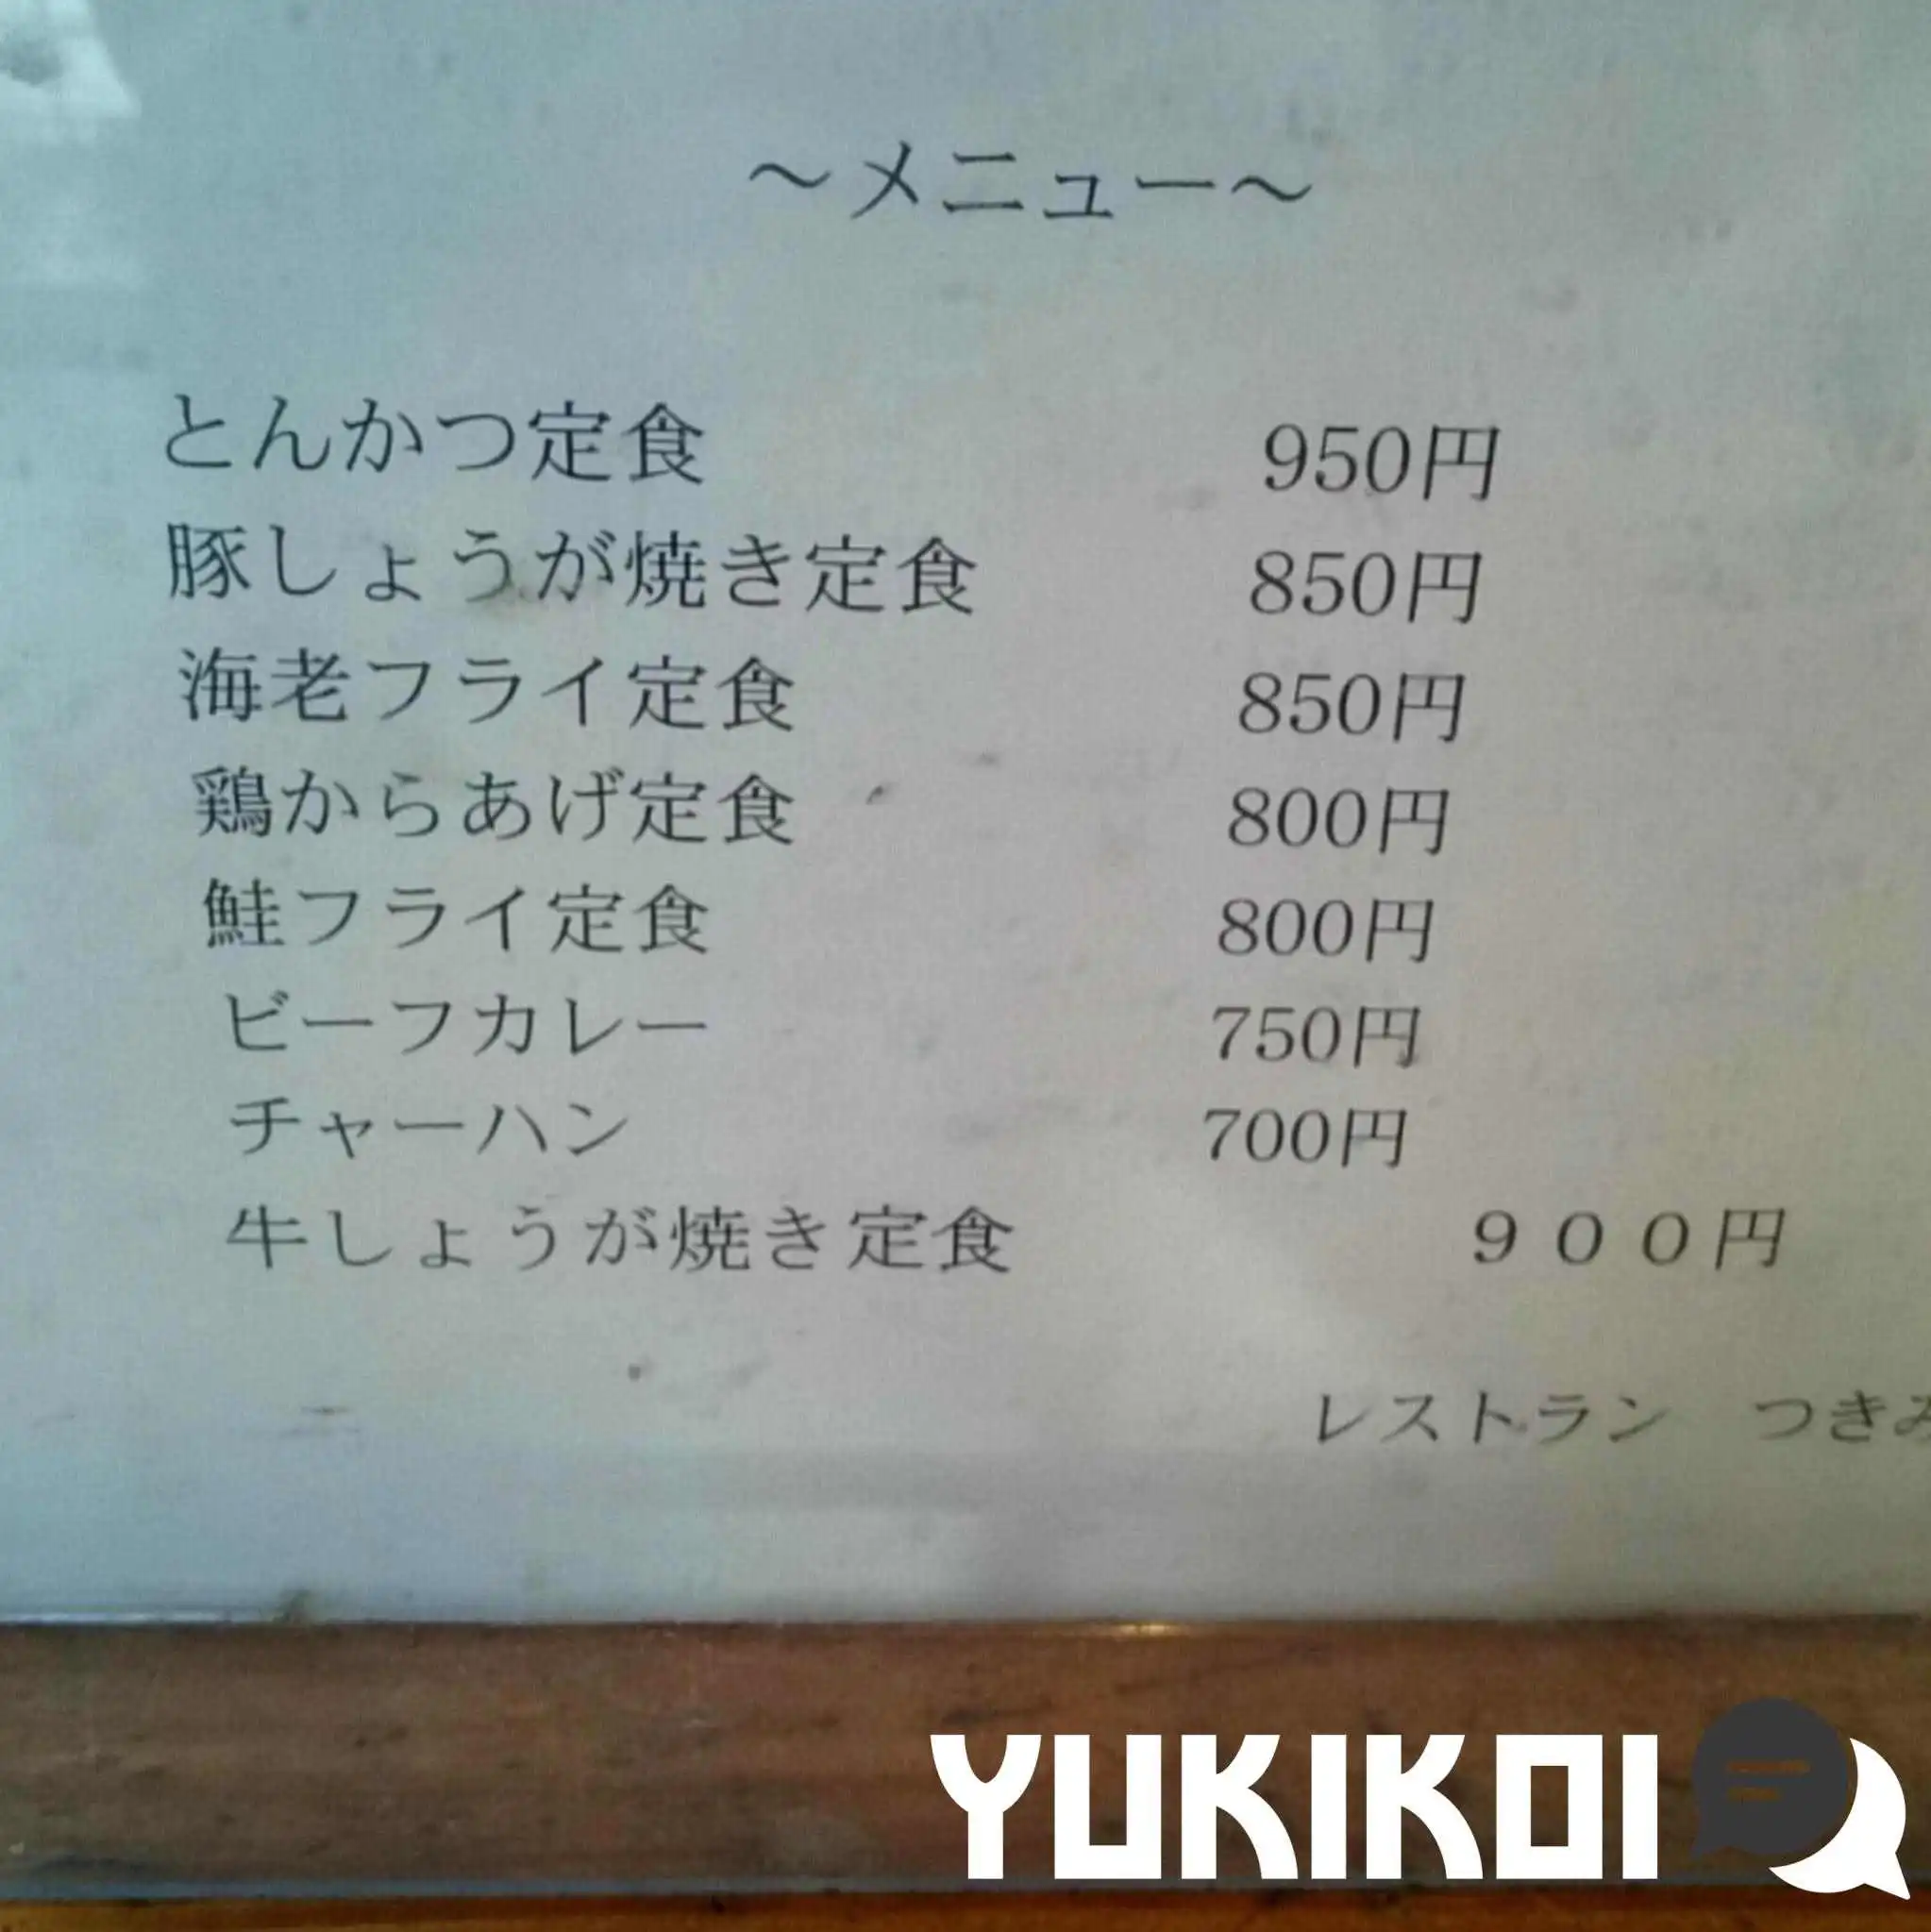 ～メニュー～
とんかつ定食 950円
豚しょうが焼き定食 850円
海老フライ定食 850円
鶏からあげ定食 800円
鮭フライ定食 800円
ビーフカレー 750円
チャーハン 700円
牛しょうが焼き定食 ９００円
レストラン　つきみ
YUKIKOI